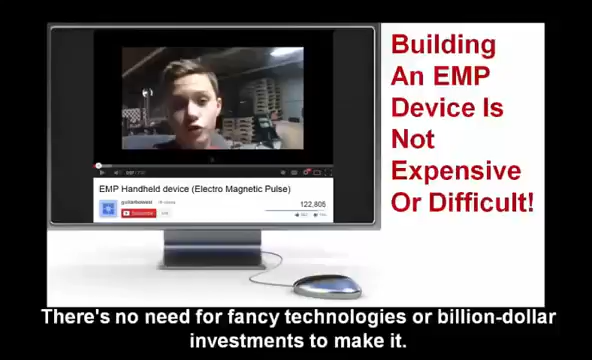 Building
An EMP
Device Is
Not
Expensive
Or Difficult!
EMP Handheld device (Electro Magnetic Pulse)
Subscribe
122,805
There's no need for fancy technologies or billion-dollar
investments to make it.